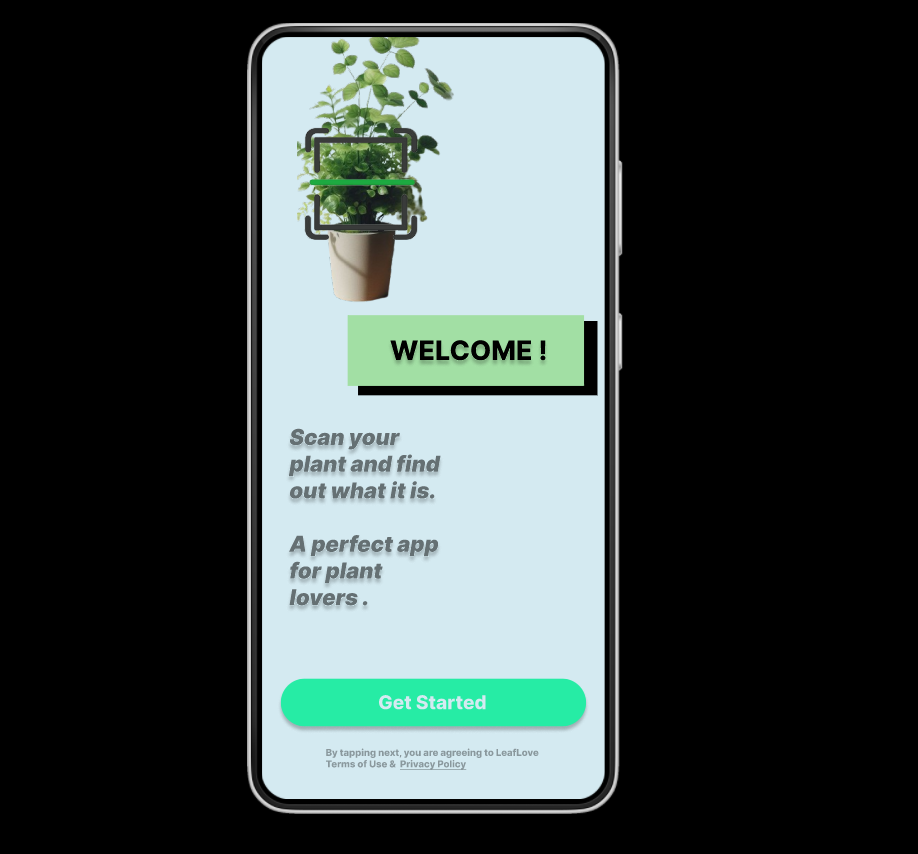 WELCOME !
Scan your
plant and find
out what it is.
A perfect app
for plant
lovers .
Get Started
By tapping next, you are agreeing to LeafLove
Terms of Use & Privacy Policy